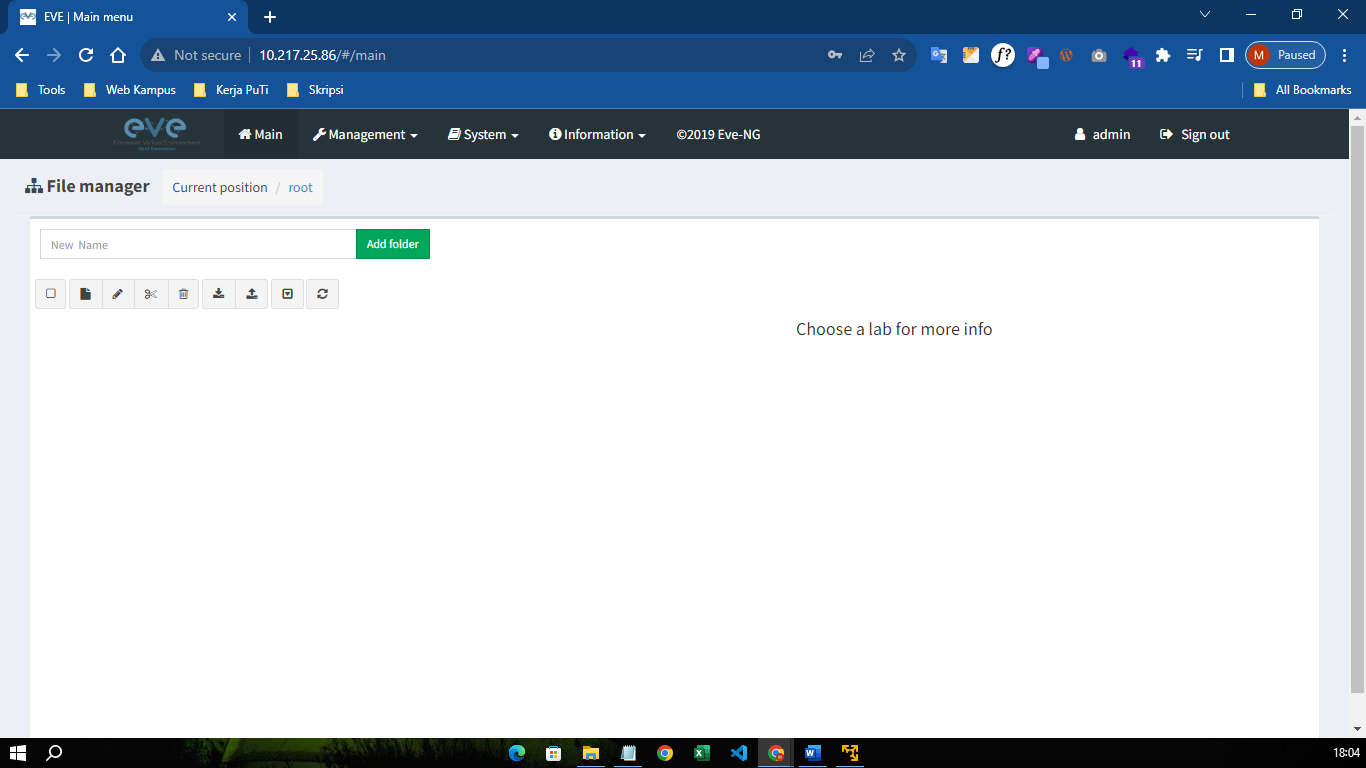 EVE | Main menu
Not secure 10.217.25.86/#/main
f?
11
M Paused
Tools Web Kampus Kerja PuTi Skripsi All Bookmarks
eve
Emulated Virtual Environment
Next Generation
Main Management System Information ©2019 Eve-NG admin Sign out
File manager Current position / root
New Name Add folder
Choose a lab for more info
18:04